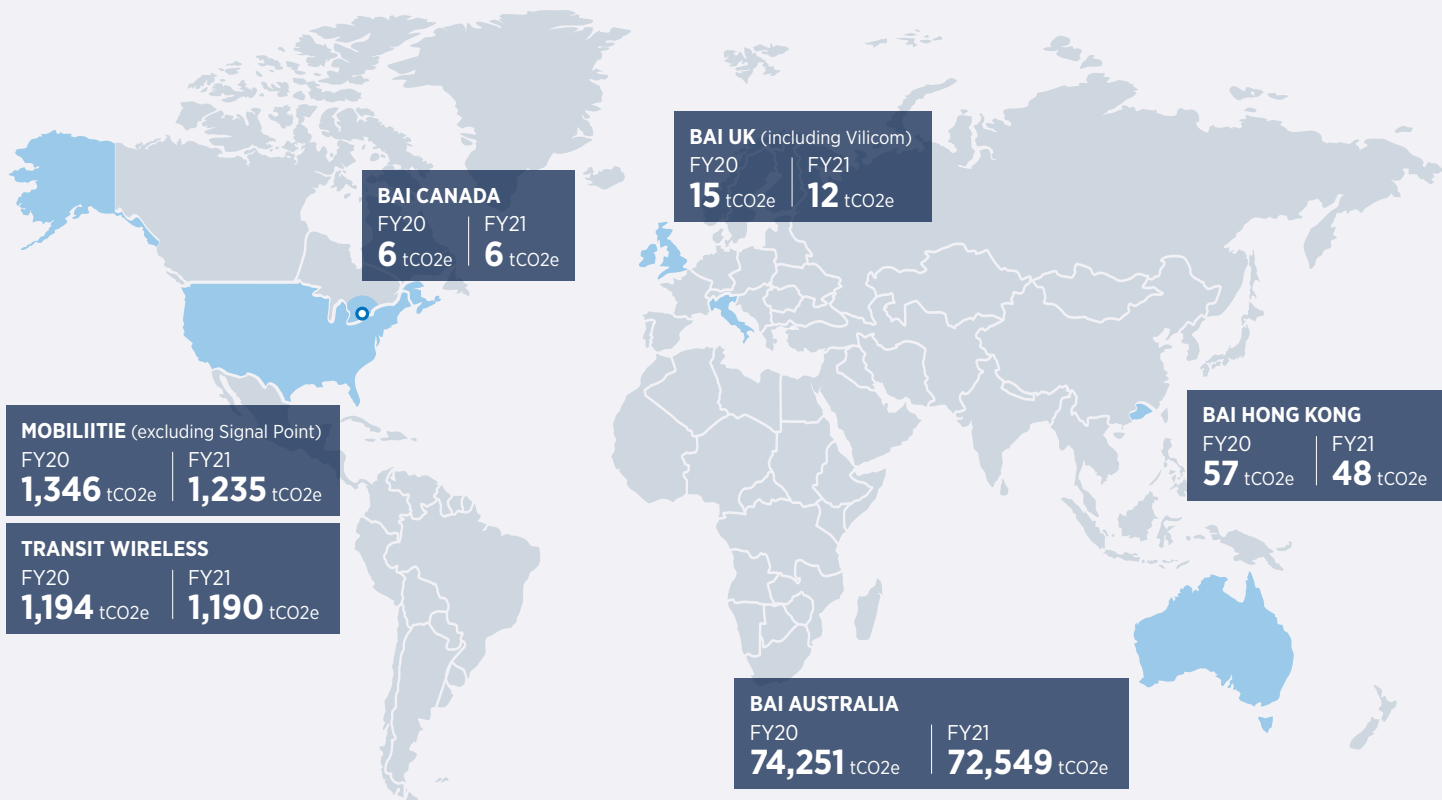 BAI UK (including Vilicom)
FY20 FY21
15 tCO2e 12 tCO2e
BAI CANADA
FY20 FY21
6 tCO2e 6 tCO2e
MOBILIITIE (excluding Signal Point)
FY20 FY21
1,346 tCO2e 1,235 tCO2e
BAI HONG KONG
FY20 FY21
57 tCO2e 48 tCO2e
TRANSIT WIRELESS
FY20 FY21
1,194 tCO2e 1,190 tCO2e
BAI AUSTRALIA
FY20 FY21
74,251 tCO2e 72,549 tCO2e